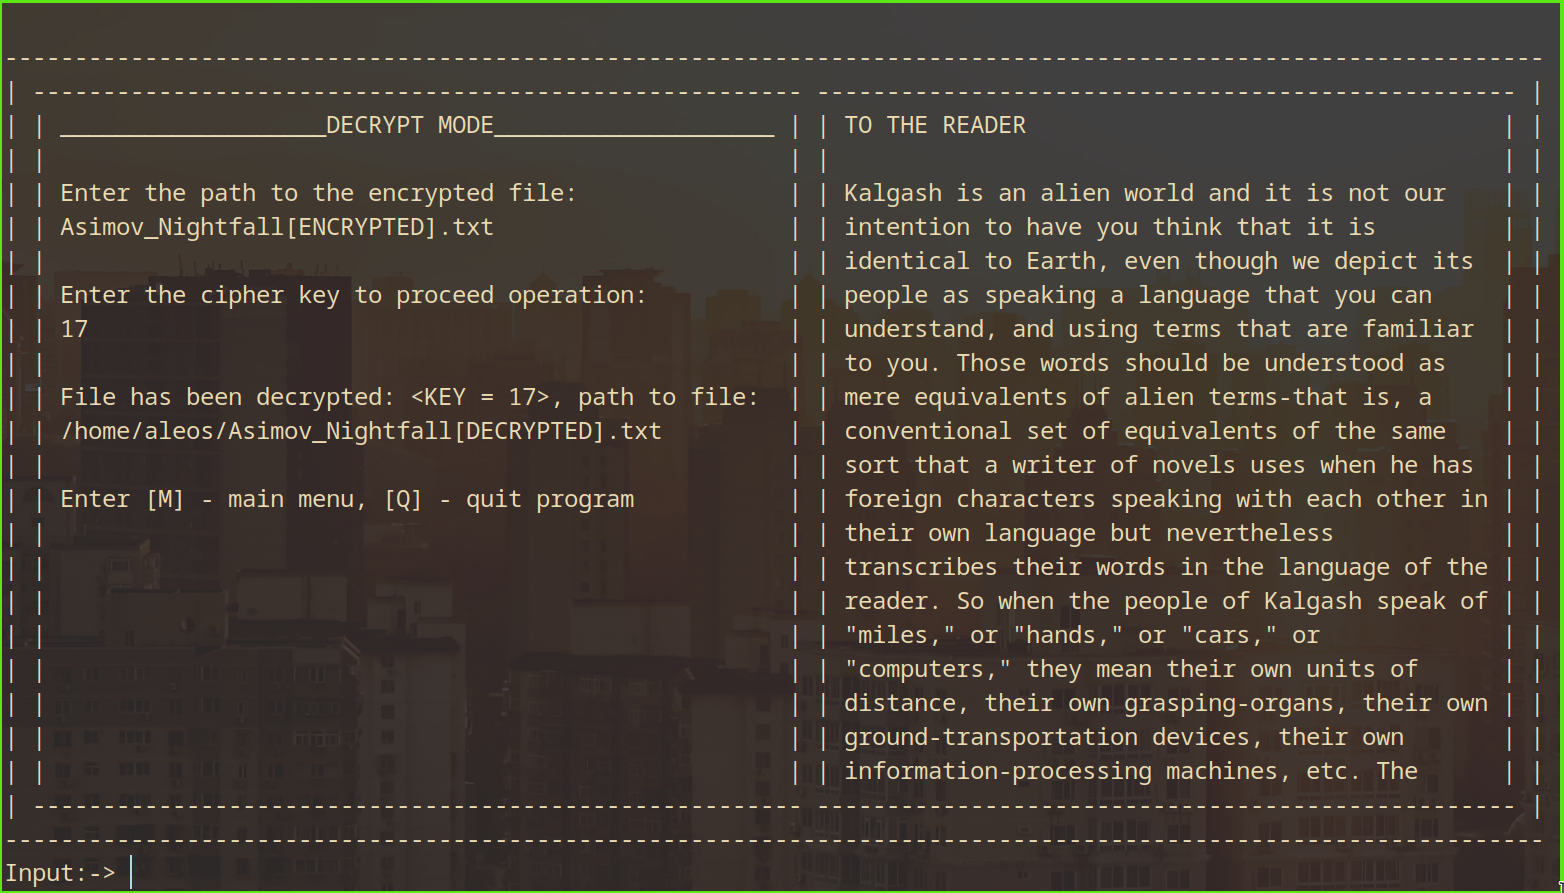 DECRYPT MODE
Enter the path to the encrypted file:
Asimov_Nightfall[ENCRYPTED].txt
Enter the cipher key to proceed operation:
17
File has been decrypted: <KEY = 17>, path to file:
/home/aleos/Asimov_Nightfall[DECRYPTED].txt
Enter [M] - main menu, [Q] - quit program
TO THE READER
Kalgash is an alien world and it is not our
intention to have you think that it is
identical to Earth, even though we depict its
people as speaking a language that you can
understand, and using terms that are familiar
to you. Those words should be understood as
mere equivalents of alien terms-that is, a
conventional set of equivalents of the same
sort that a writer of novels uses when he has
foreign characters speaking with each other in
their own language but nevertheless
transcribes their words in the language of the
reader. So when the people of Kalgash speak of
"miles," or "hands," or "cars," or
"computers," they mean their own units of
distance, their own grasping-organs, their own
ground-transportation devices, their own
information-processing machines, etc. The
Input:->